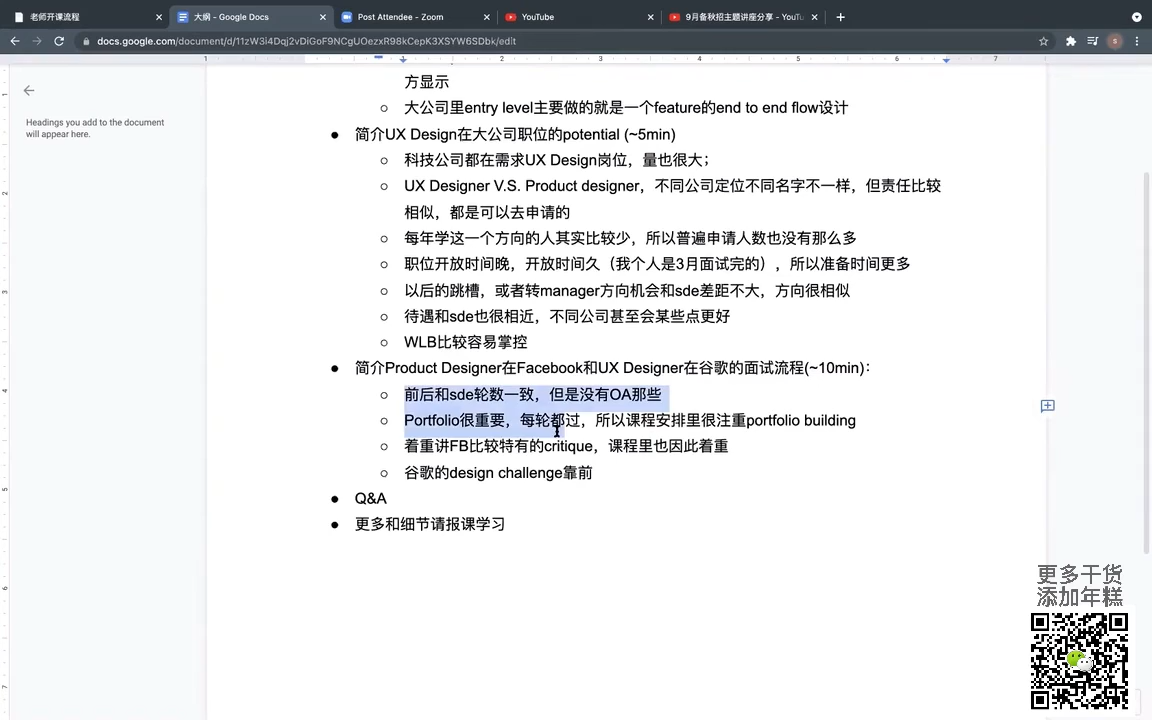 老师开课流程
大纲 - Google Docs
Post Attendee - Zoom
YouTube
9月备秋招主题讲座分享 - YouTu
docs.google.com/document/d/11zW3i4Dqj2vDiGoF9NCgUOezxR98kCepK3XSYW6SDbk/edit
S
1 1 2 3 4 5 6 7
Headings you add to the document
will appear here.
方显示
大公司里entry level主要做的就是一个feature的end to end flow设计
简介UX Design在大公司职位的potential (~5min)
科技公司都在需求UX Design岗位，量也很大；
UX Designer V.S. Product designer，不同公司定位不同名字不一样，但责任比较
相似，都是可以去申请的
每年学这一个方向的人其实比较少，所以普遍申请人数也没有那么多
职位开放时间晚，开放时间久（我个人是3月面试完的），所以准备时间更多
以后的跳槽，或者转manager方向机会和sde差距不大，方向很相似
待遇和sde也很相近，不同公司甚至会某些点更好
WLB比较容易掌控
简介Product Designer在Facebook和UX Designer在谷歌的面试流程(~10min)：
前后和sde轮数一致，但是没有OA那些
Portfolio很重要，每轮都过，所以课程安排里很注重portfolio building
着重讲FB比较特有的critique，课程里也因此着重
谷歌的design challenge靠前
Q&A
更多和细节请报课学习
更多干货
添加年糕